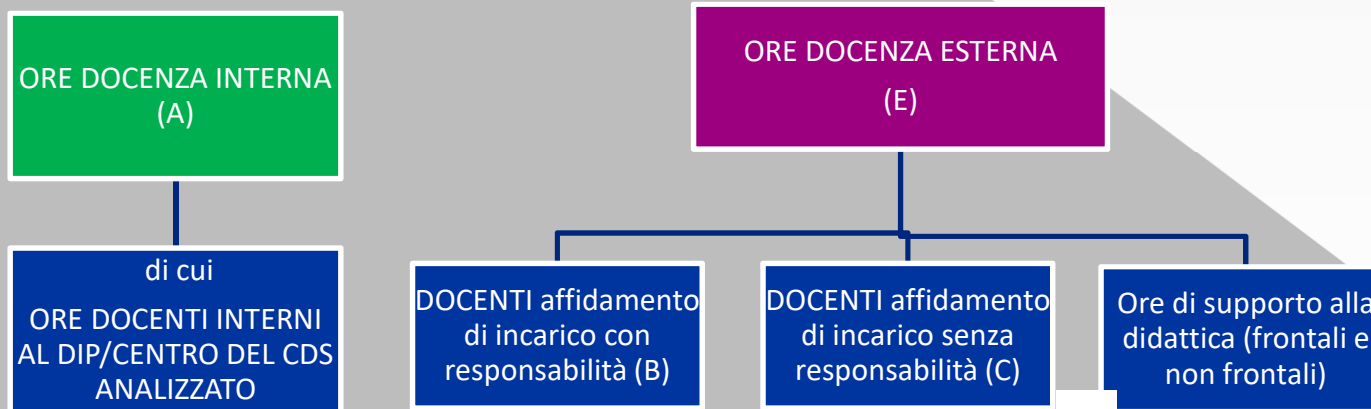 ORE DOCENZA INTERNA
(A)
ORE DOCENZA ESTERNA
(E)
di cui
ORE DOCENTI INTERNI
AL DIP/CENTRO DEL CDS
ANALIZZATO
DOCENTI affidamento
di incarico con
responsabilità (B)
DOCENTI affidamento
di incarico senza
responsabilità (C)
Ore di supporto alla
didattica (frontali e
non frontali)